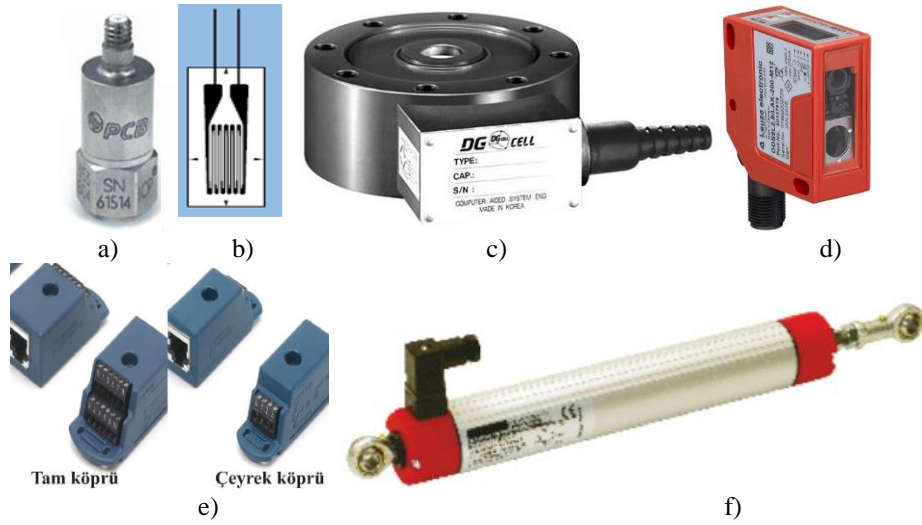 PCB
SN
61514
ICP
a)
b)
DG CELL
TYPE:
CAP.:
S/N :
COMPUTER AIDED SYSTEM ENG
MADE IN KOREA
c)
Leuze electronic
d)
Tam köprü
Çeyrek köprü
e)
f)